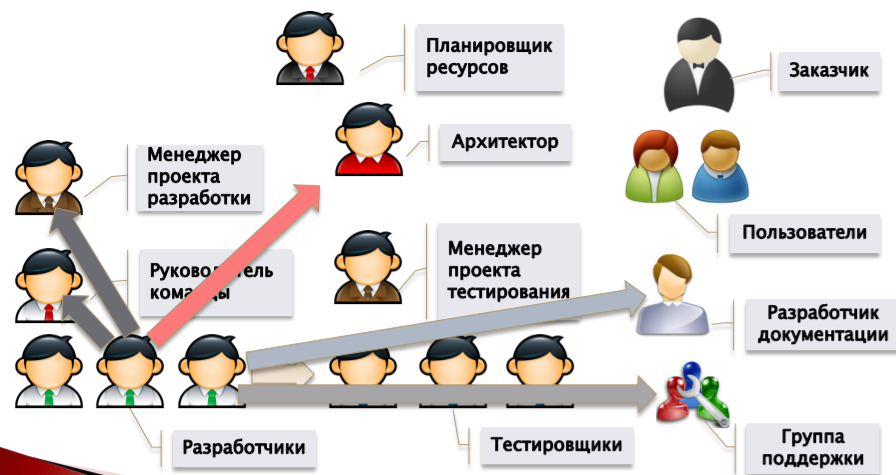 Планировщик
ресурсов
Заказчик
Архитектор
Менеджер
проекта
разработки
Пользователи
Руководитель
команды
Менеджер
проекта
тестирования
Разработчик
документации
Разработчики
Тестировщики
Группа
поддержки